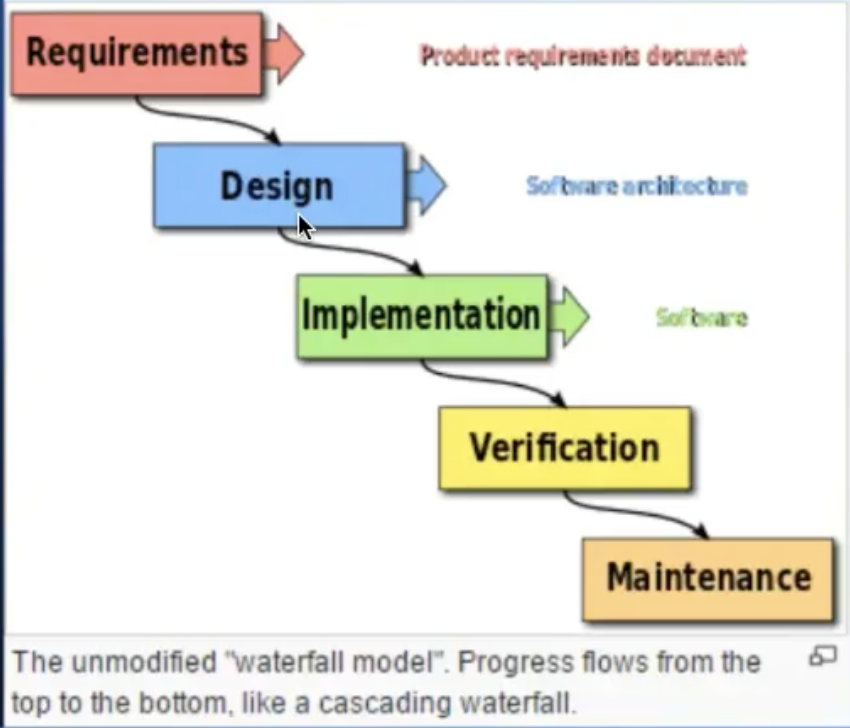 Requirements
Product requirements document
Design
Software architecture
Implementation
Software
Verification
Maintenance
The unmodified "waterfall model". Progress flows from the
top to the bottom, like a cascading waterfall.